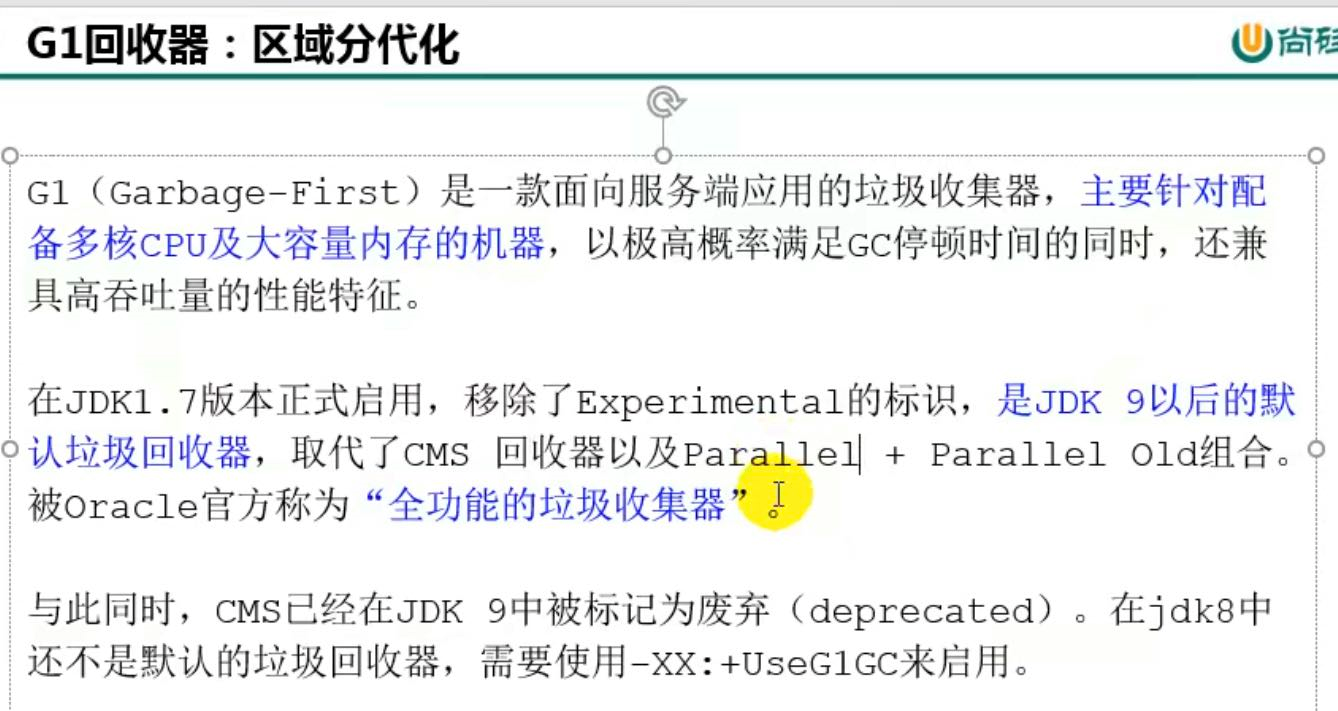 G1回收器：区域分代化
尚硅
G1（Garbage-First）是一款面向服务端应用的垃圾收集器，主要针对配
备多核CPU及大容量内存的机器，以极高概率满足GC停顿时间的同时，还兼
具高吞吐量的性能特征。
在JDK1.7版本正式启用，移除了Experimental的标识，是JDK 9以后的默
认垃圾回收器，取代了CMS 回收器以及Parallel + Parallel Old组合。
被Oracle官方称为“全功能的垃圾收集器”。
与此同时，CMS已经在JDK 9中被标记为废弃（deprecated）。在jdk8中
还不是默认的垃圾回收器，需要使用-XX:+UseG1GC来启用。